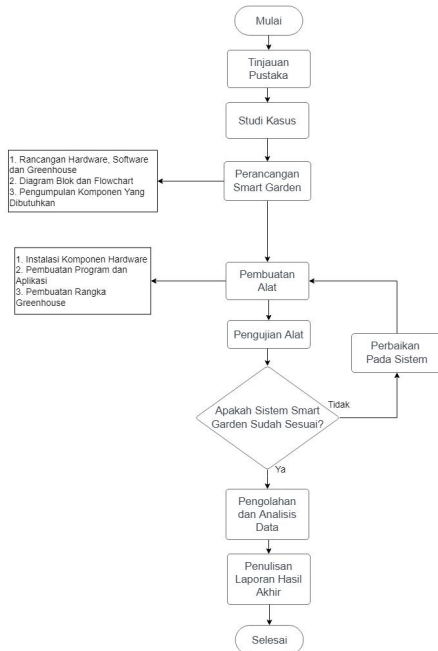 Mulai
Tinjauan
Pustaka
Studi Kasus
1. Rancangan Hardware, Software
dan Greenhouse
2. Diagram Blok dan Flowchart
3. Pengumpulan Komponen Yang
Dibutuhkan
Perancangan
Smart Garden
1. Instalasi Komponen Hardware
2. Pembuatan Program dan
Aplikasi
3. Pembuatan Rangka
Greenhouse
Pembuatan
Alat
Pengujian Alat
Perbaikan
Pada Sistem
Apakah Sistem Smart
Garden Sudah Sesuai?
Tidak
Ya
Pengolahan
dan Analisis
Data
Penulisan
Laporan Hasil
Akhir
Selesai